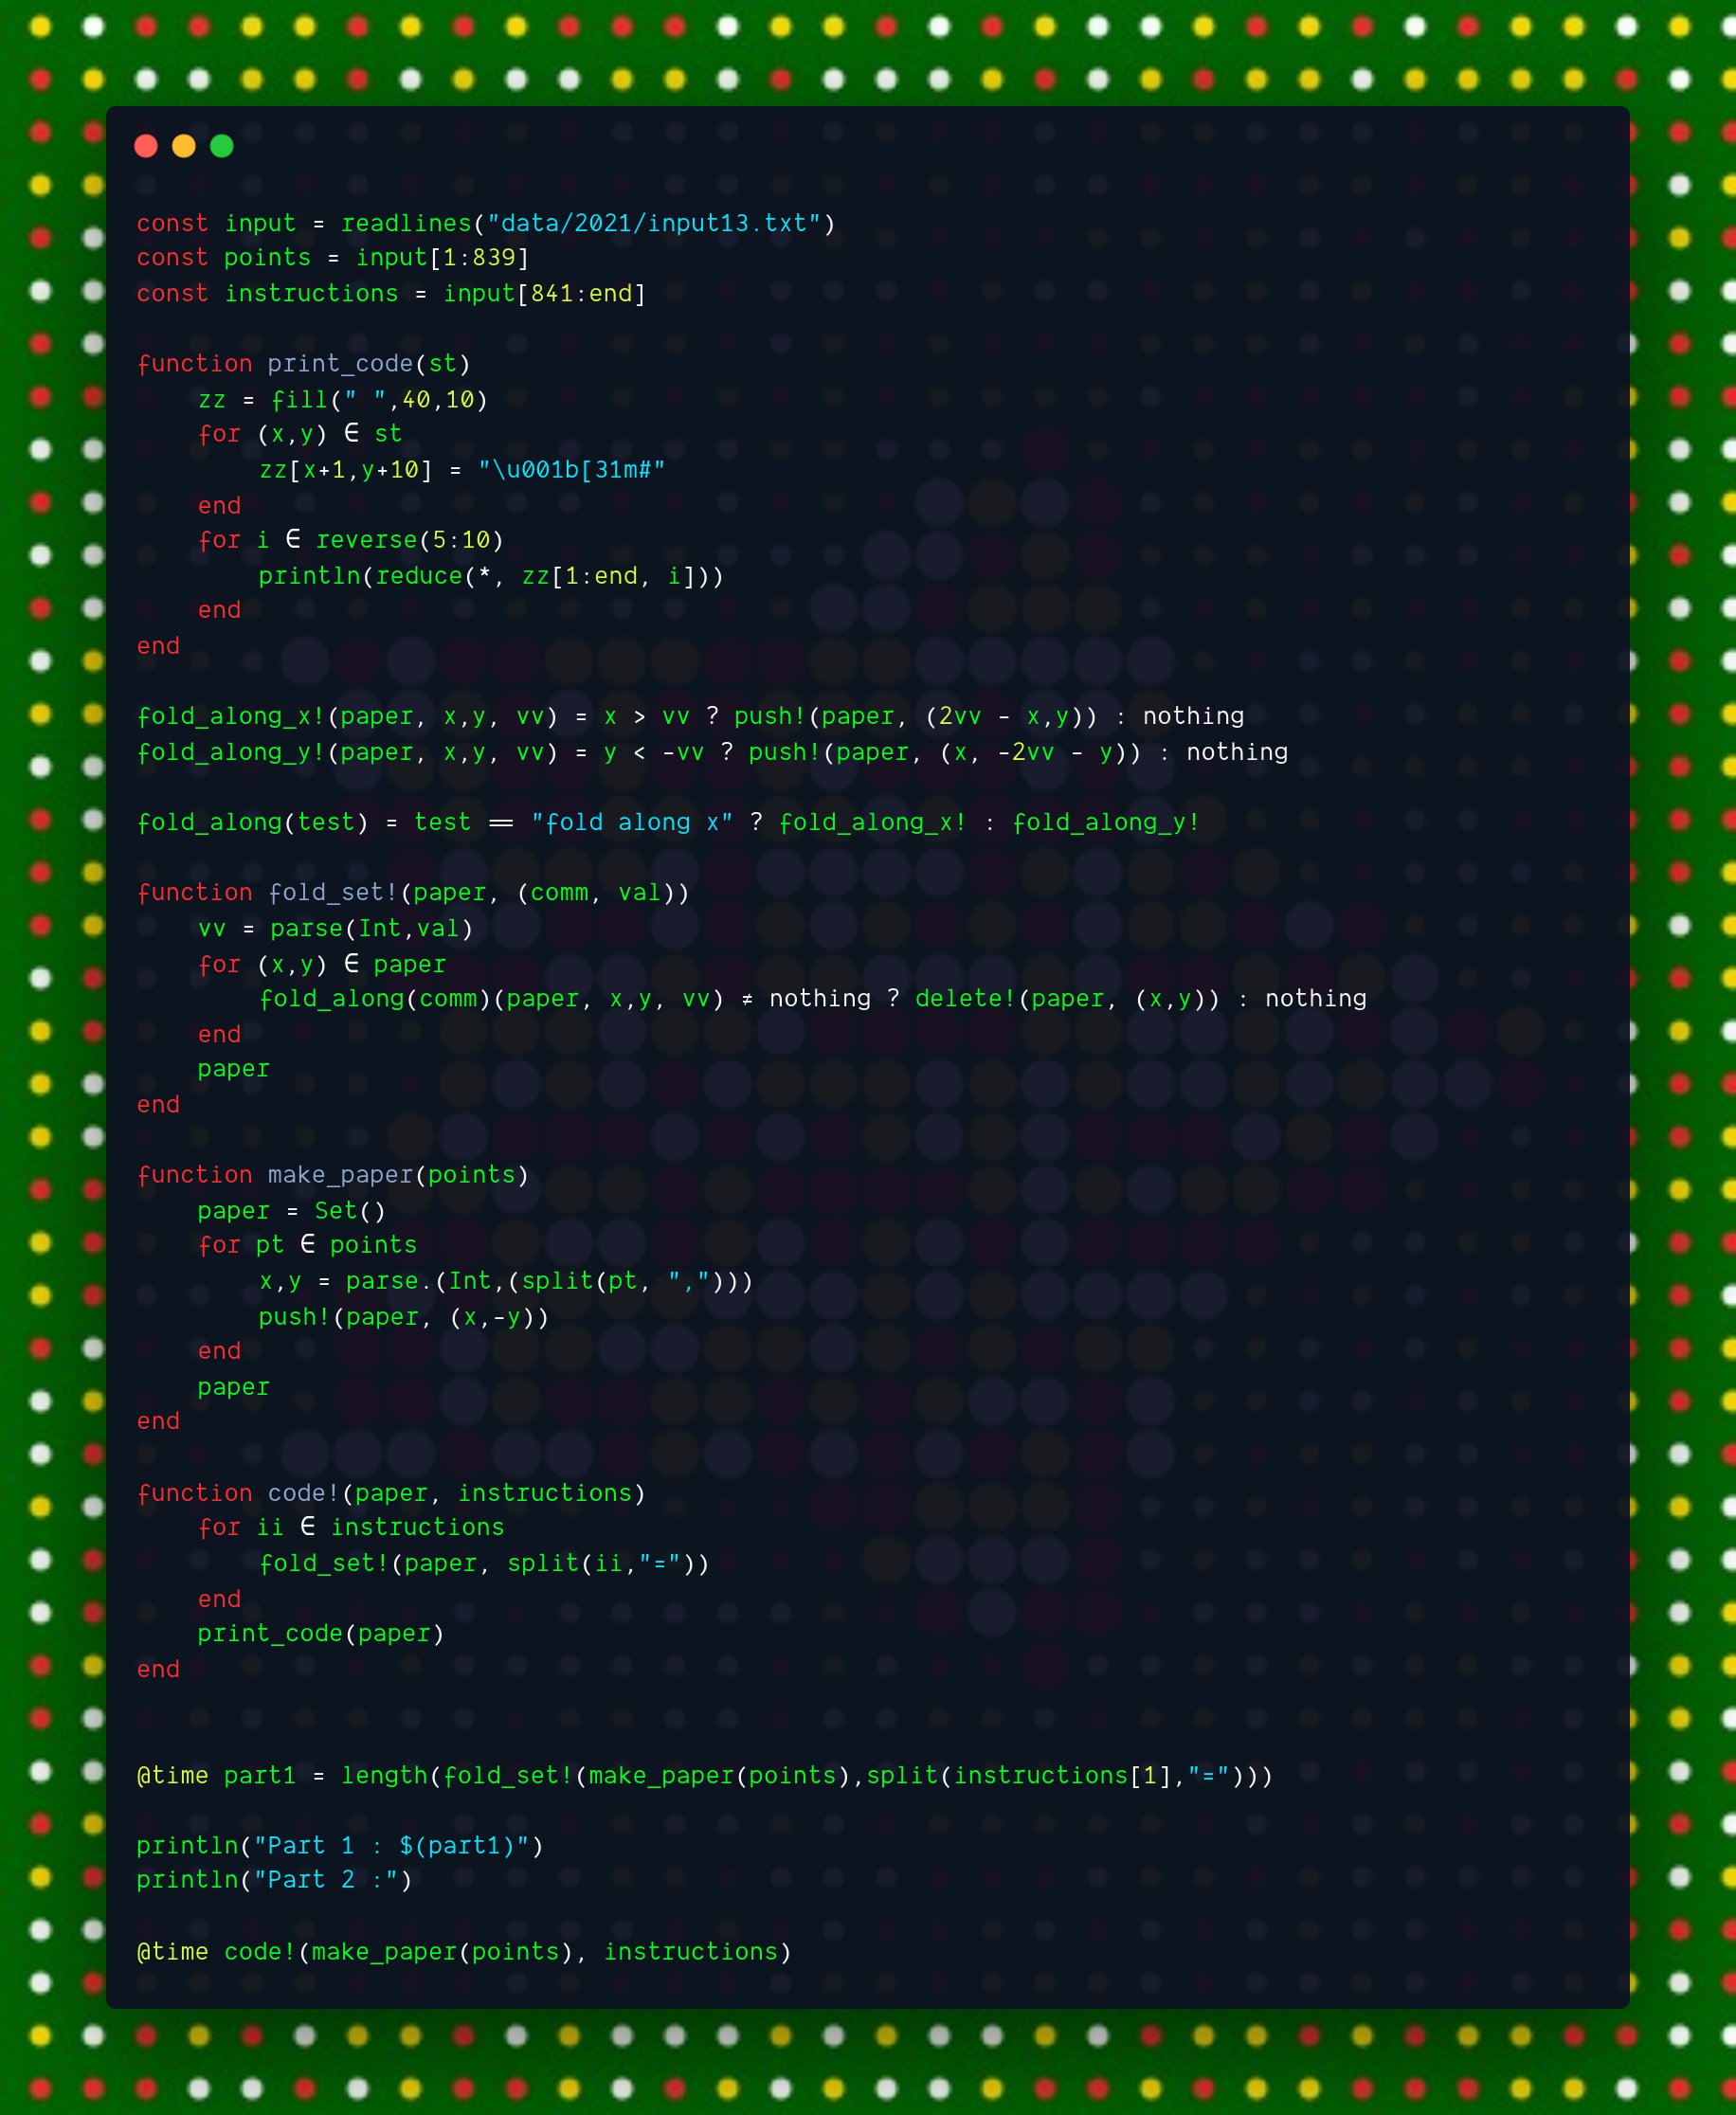 const input = readlines("data/2021/input13.txt")
const points = input[1:839]
const instructions = input[841:end]

function print_code(st)
    zz = fill(" ",40,10)
    for (x,y) ∈ st
        zz[x+1,y+10] = "\u001b[31m#"
    end
    for i ∈ reverse(5:10)
        println(reduce(*, zz[1:end, i]))
    end
end

fold_along_x!(paper, x,y, vv) = x > vv ? push!(paper, (2vv - x,y)) : nothing
fold_along_y!(paper, x,y, vv) = y < -vv ? push!(paper, (x, -2vv - y)) : nothing

fold_along(test) = test == "fold along x" ? fold_along_x! : fold_along_y!

function fold_set!(paper, (comm, val))
    vv = parse(Int,val)
    for (x,y) ∈ paper
        fold_along(comm)(paper, x,y, vv) ≠ nothing ? delete!(paper, (x,y)) : nothing
    end
    paper
end

function make_paper(points)
    paper = Set()
    for pt ∈ points
        x,y = parse.(Int,(split(pt, ",")))
        push!(paper, (x,-y))
    end
    paper
end

function code!(paper, instructions)
    for ii ∈ instructions
        fold_set!(paper, split(ii,"="))
    end
    print_code(paper)
end

@time part1 = length(fold_set!(make_paper(points),split(instructions[1],"=")))

println("Part 1 : $(part1)")
println("Part 2 :")

@time code!(make_paper(points), instructions)